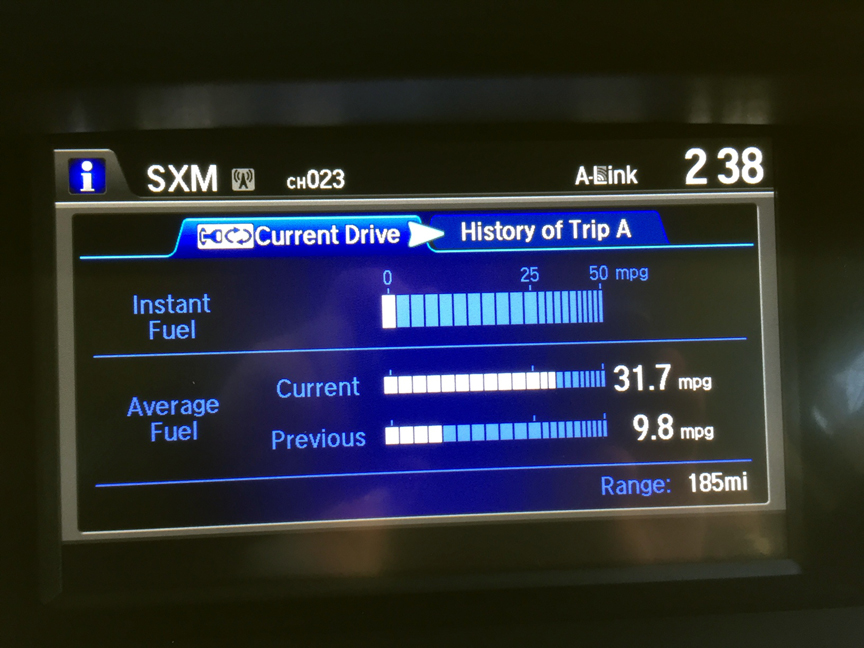 i SXM CH023 A-Link 2 38
Current Drive History of Trip A
0 25 50 mpg
Instant
Fuel
Current 31.7 mpg
Average
Fuel
Previous 9.8 mpg
Range: 185mi